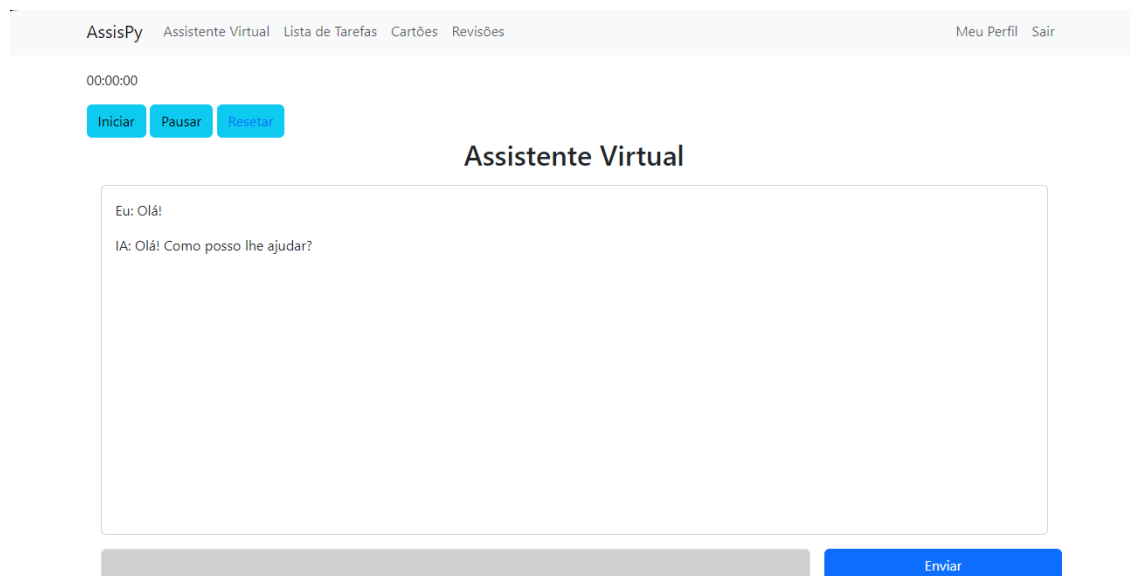 AssisPy Assistente Virtual Lista de Tarefas Cartões Revisões Meu Perfil Sair
00:00:00
Iniciar Pausar Resetar
Assistente Virtual
Eu: Olá!
IA: Olá! Como posso lhe ajudar?
Enviar